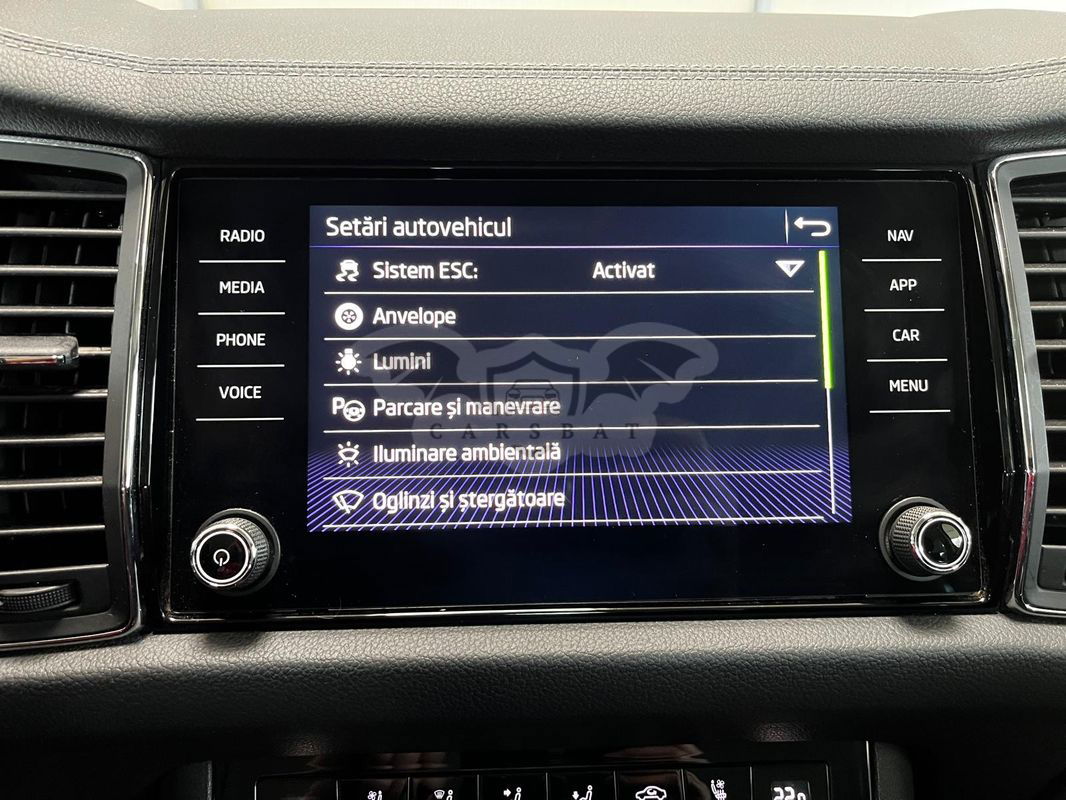 Setări autovehicul
RADIO
MEDIA
PHONE
VOICE
Sistem ESC: Activat
Anvelope
Lumini
Parcare și manevrare
Iluminare ambientală
Oglinzi și ștergătoare
NAV
APP
CAR
MENU
CARSBAT